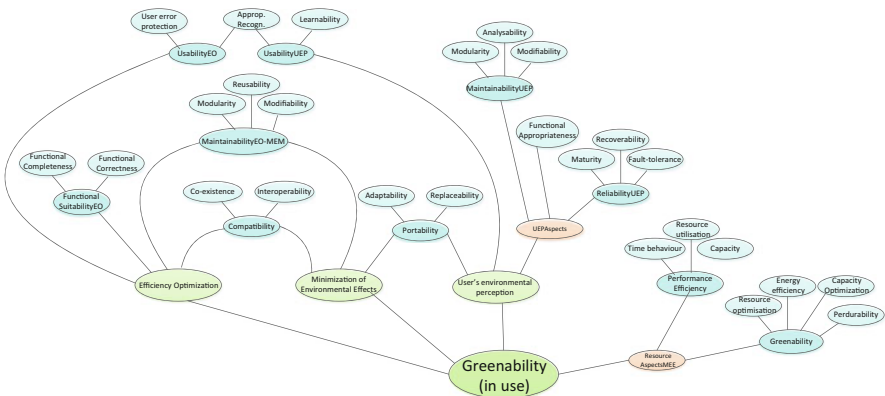 User error
protection
Approp.
Recogn.
Learnability
UsabilityEO
UsabilityUEP
Analysability
Modularity
Modifiability
MaintainabilityUEP
Reusability
Modularity
Modifiability
MaintainabilityEO-MEM
Functional
Appropriateness
Recoverability
Maturity
Fault-tolerance
ReliabilityUEP
Functional
Completeness
Functional
Correctness
Functional
SuitabilityEO
Co-existence
Interoperability
Compatibility
Adaptability
Replaceability
Portability
UEPAspects
Resource
utilisation
Time behaviour
Capacity
Performance
Efficiency
Efficiency Optimization
Minimization of
Environmental Effects
User's environmental
perception
Energy
efficiency
Capacity
Optimization
Resource
optimisation
Perdurability
Greenability
Greenability
(in use)
Resource
AspectsMEE